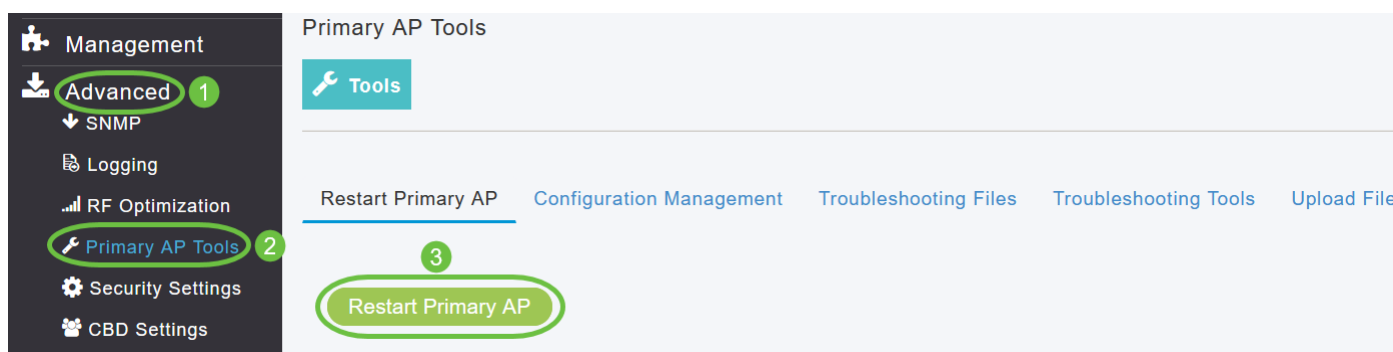 Management
Advanced 1
SNMP
Logging
RF Optimization
Primary AP Tools 2
Security Settings
CBD Settings
Primary AP Tools
Tools
Restart Primary AP Configuration Management Troubleshooting Files Troubleshooting Tools Upload File
3
Restart Primary AP